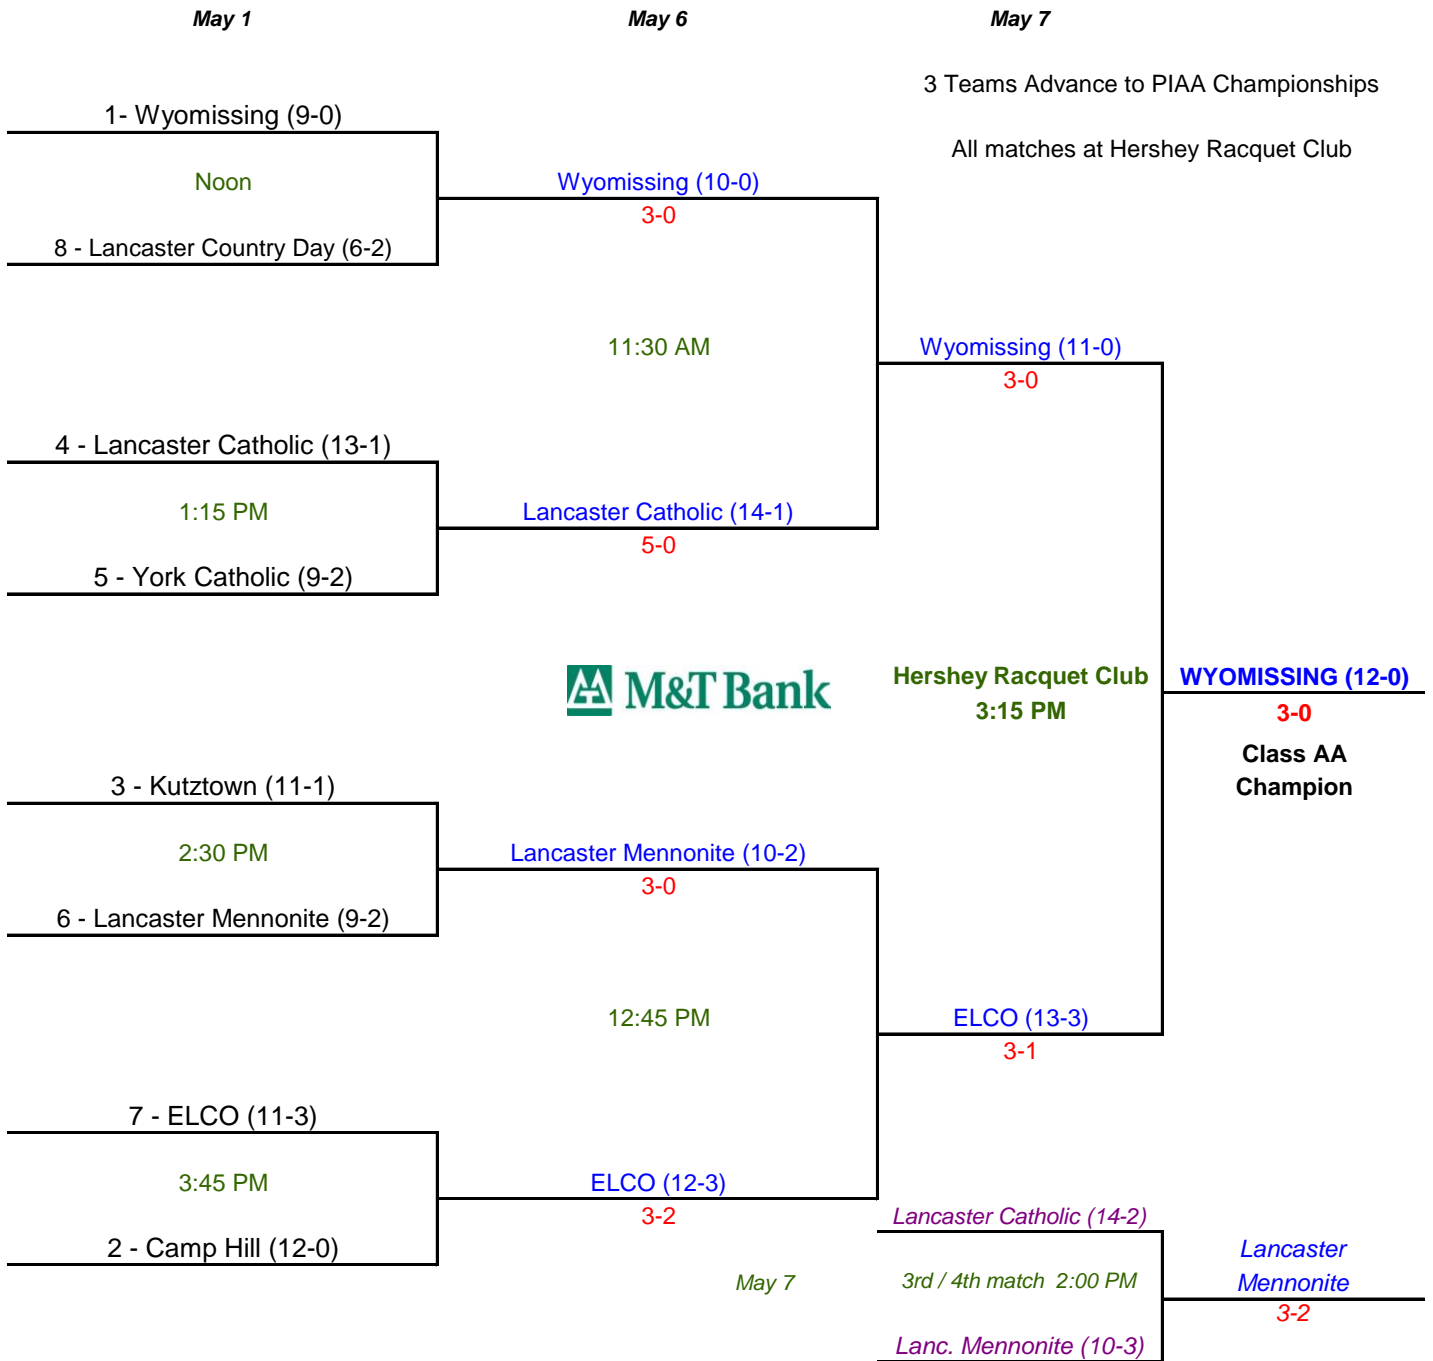 May 1
May 6
May 7
3 Teams Advance to PIAA Championships
1- Wyomissing (9-0)
All matches at Hershey Racquet Club
Noon
Wyomissing (10-0)
3-0
8 - Lancaster Country Day (6-2)
11:30 AM
Wyomissing (11-0)
3-0
4 - Lancaster Catholic (13-1)
1:15 PM
Lancaster Catholic (14-1)
5-0
5 - York Catholic (9-2)
M&T Bank
Hershey Racquet Club
3:15 PM
WYOMISSING (12-0)
3-0
Class AA
Champion
3 - Kutztown (11-1)
2:30 PM
Lancaster Mennonite (10-2)
3-0
6 - Lancaster Mennonite (9-2)
12:45 PM
ELCO (13-3)
3-1
7 - ELCO (11-3)
3:45 PM
ELCO (12-3)
3-2
2 - Camp Hill (12-0)
Lancaster Catholic (14-2)
May 7
3rd / 4th match 2:00 PM
Lancaster
Mennonite
3-2
Lanc. Mennonite (10-3)